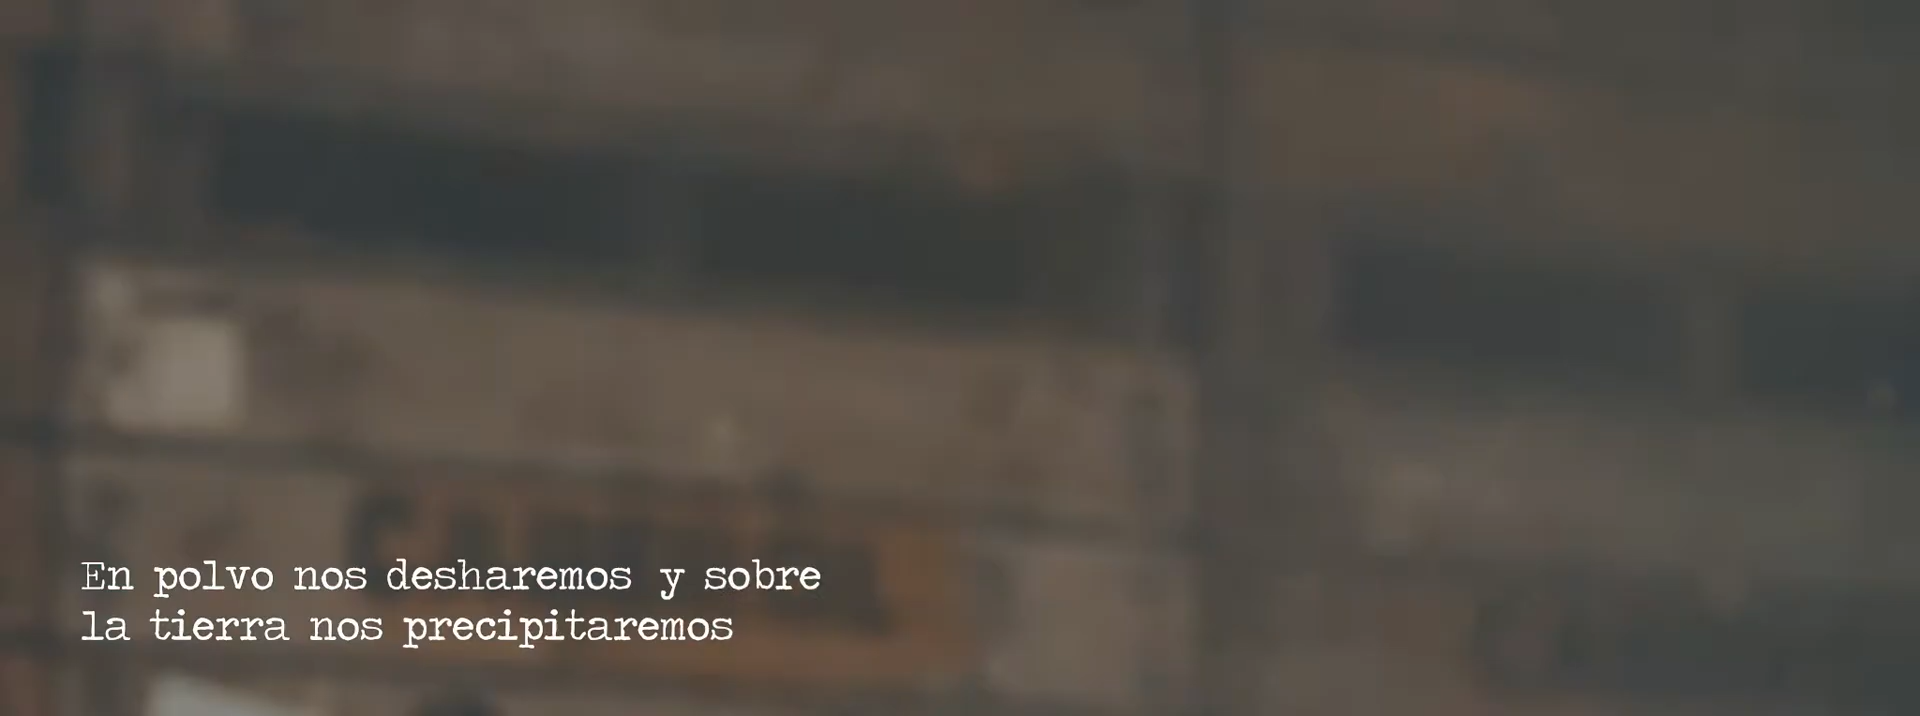 En polvo nos desharemos y sobre
la tierra nos precipitaremos